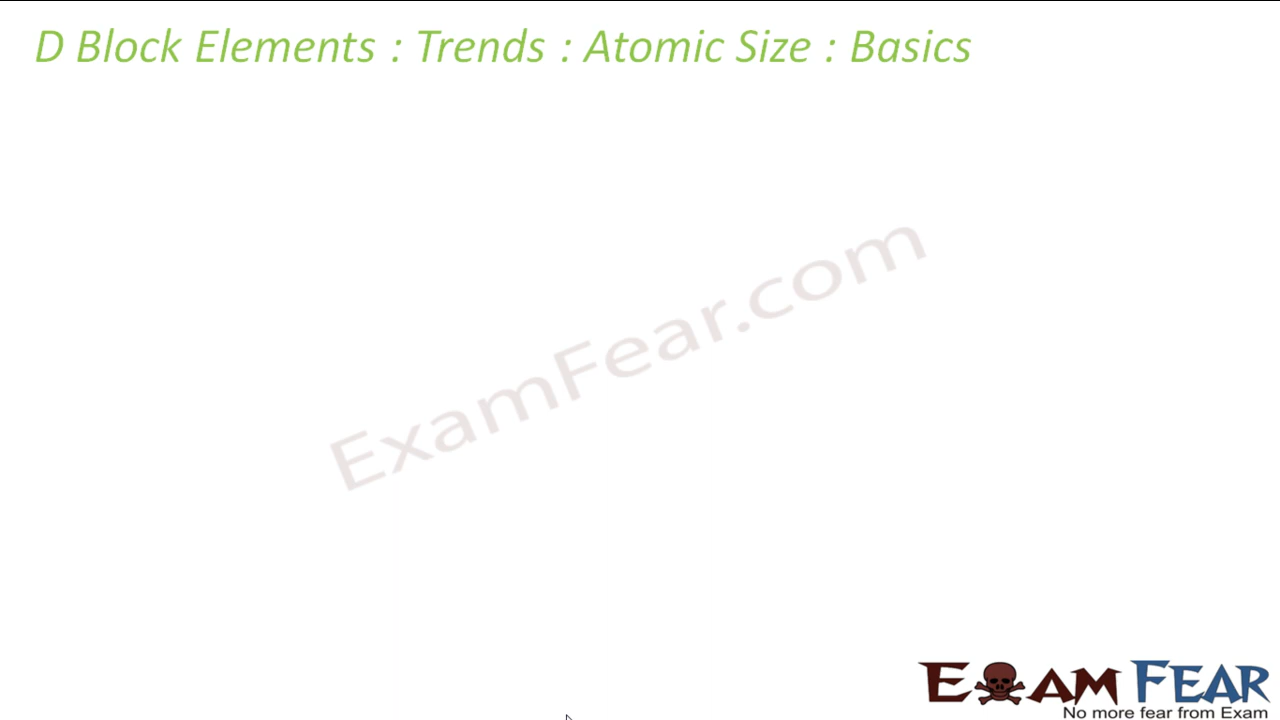 D Block Elements : Trends : Atomic Size : Basics
ExamFear.com
EXAM FEAR
No more fear from Exam